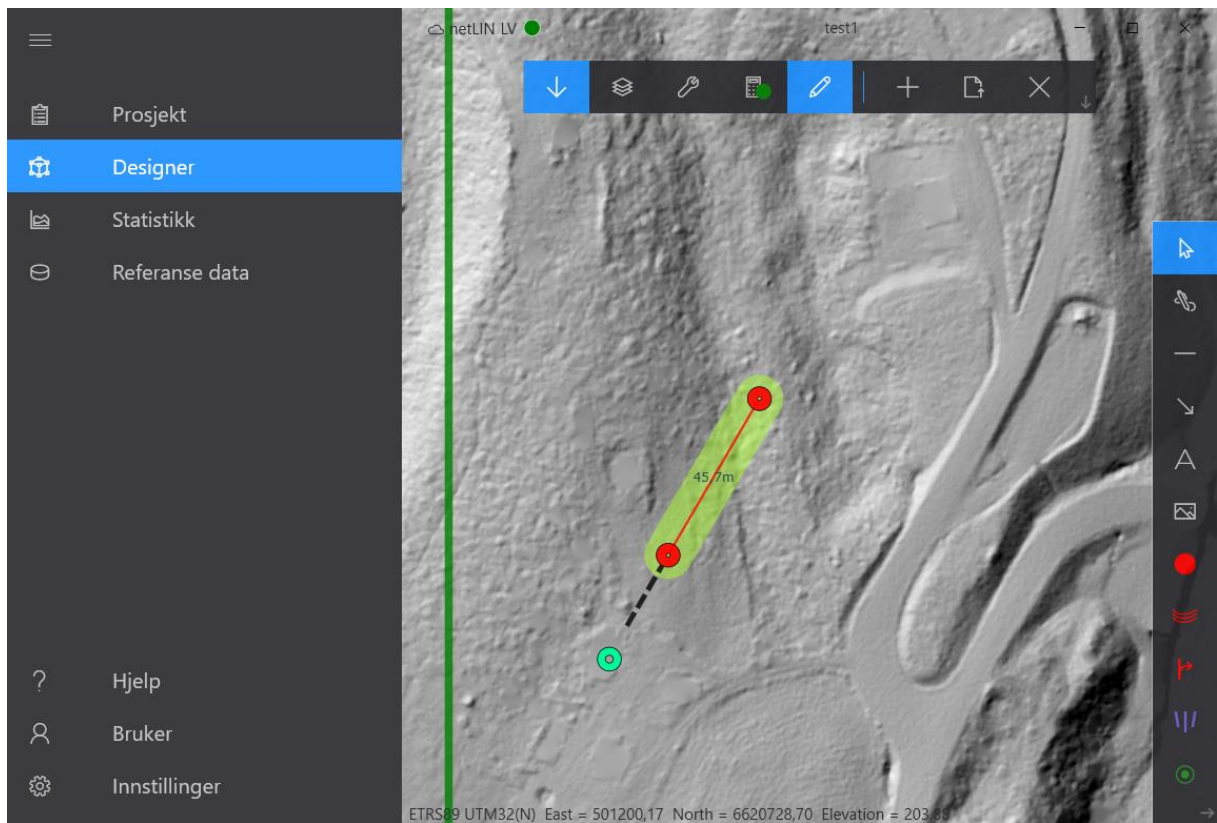 netLIN LV
test1
Prosjekt
Designer
Statistikk
Referanse data
45,7m
Hjelp
Bruker
Innstillinger
ETRS89 UTM32(N) East = 501200,17 North = 6620728,70 Elevation = 203,88